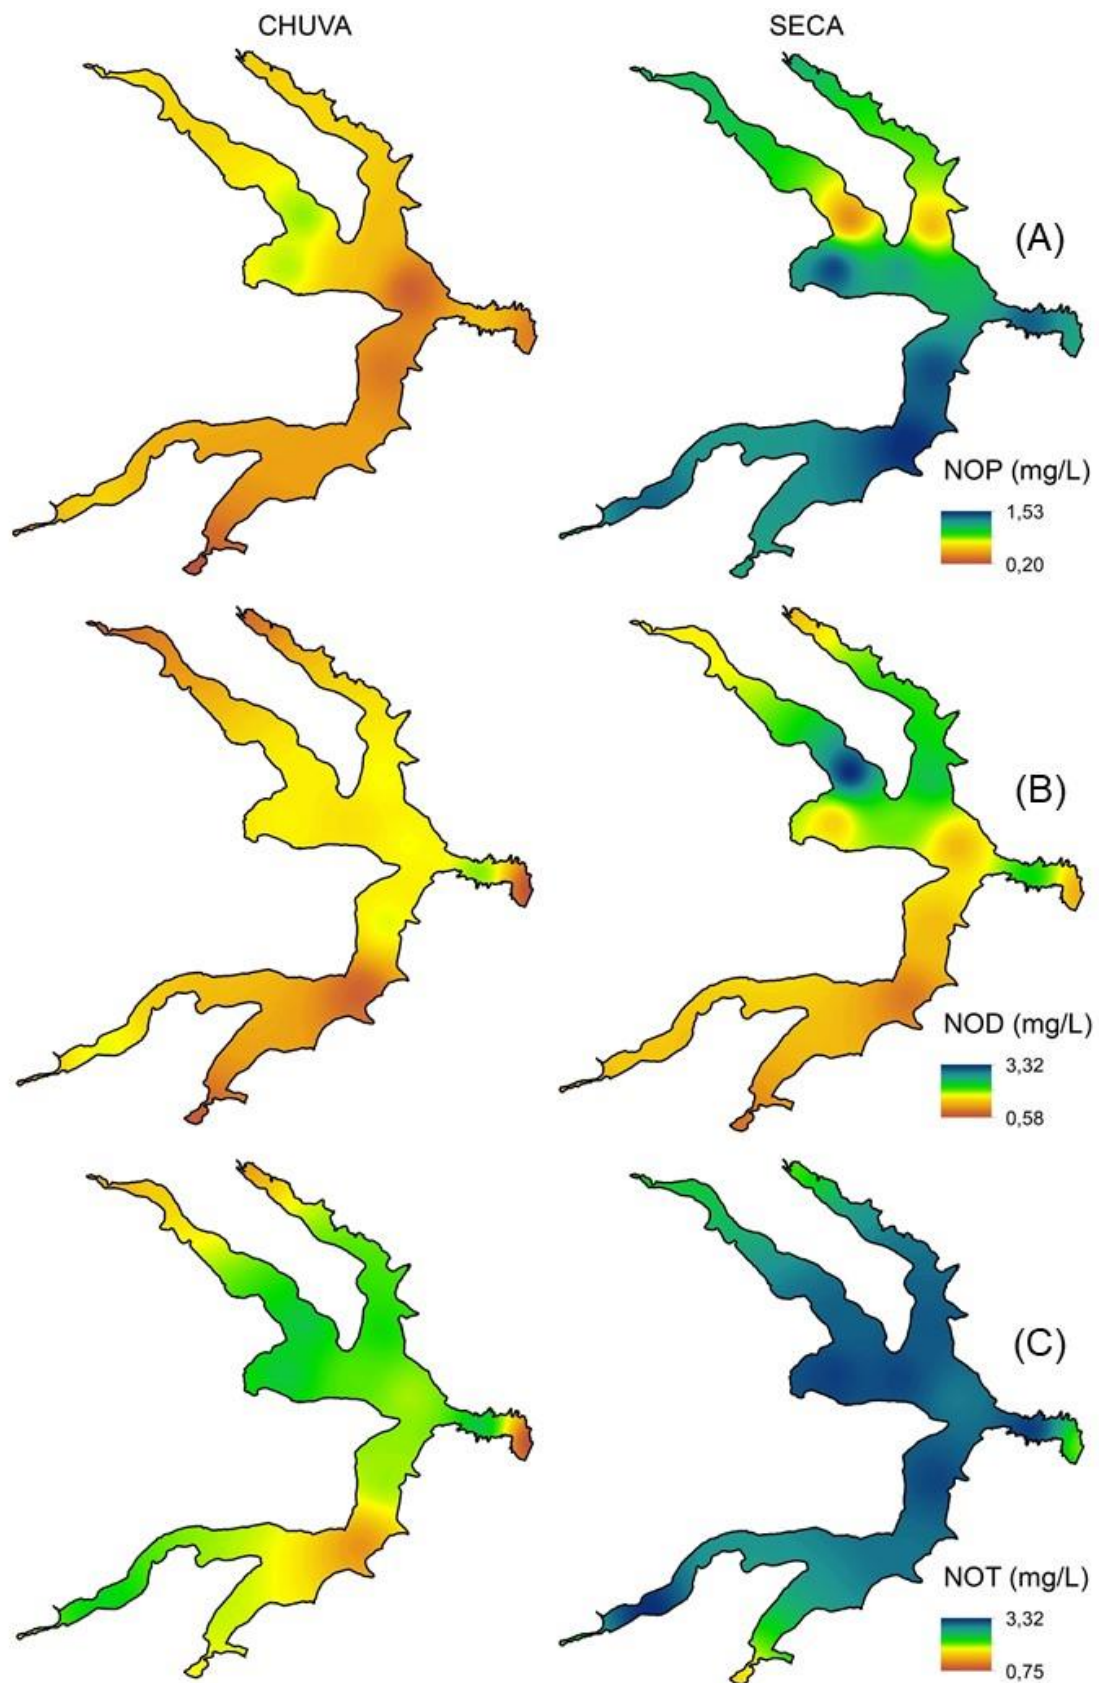 CHUVA
SECA
(A)
NOP (mg/L)
1,53
0,20
(B)
NOD (mg/L)
3,32
0,58
(C)
NOT (mg/L)
3,32
0,75